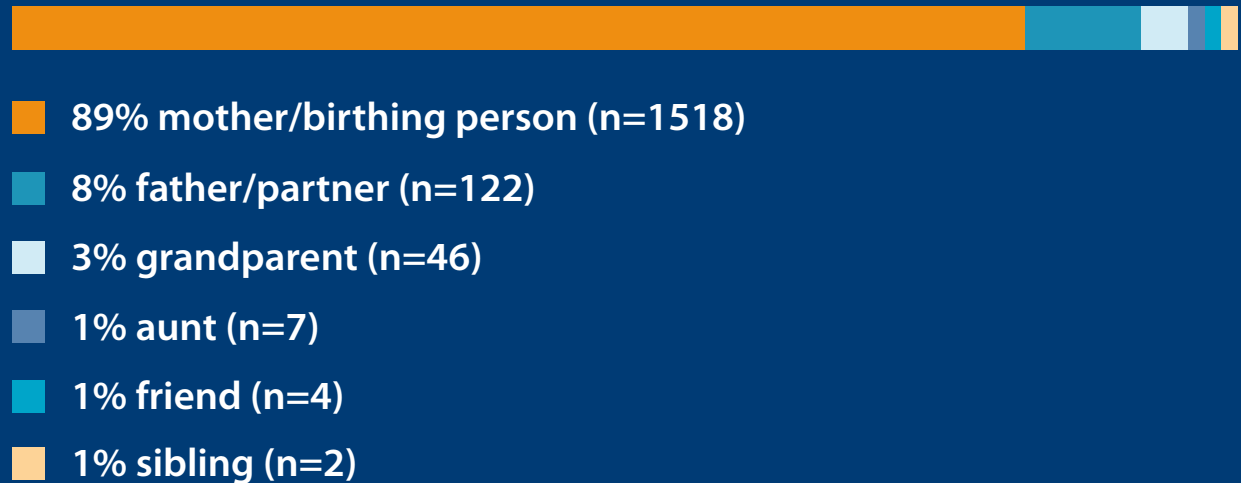 89% mother/birthing person (n=1518)
8% father/partner (n=122)
3% grandparent (n=46)
1% aunt (n=7)
1% friend (n=4)
1% sibling (n=2)